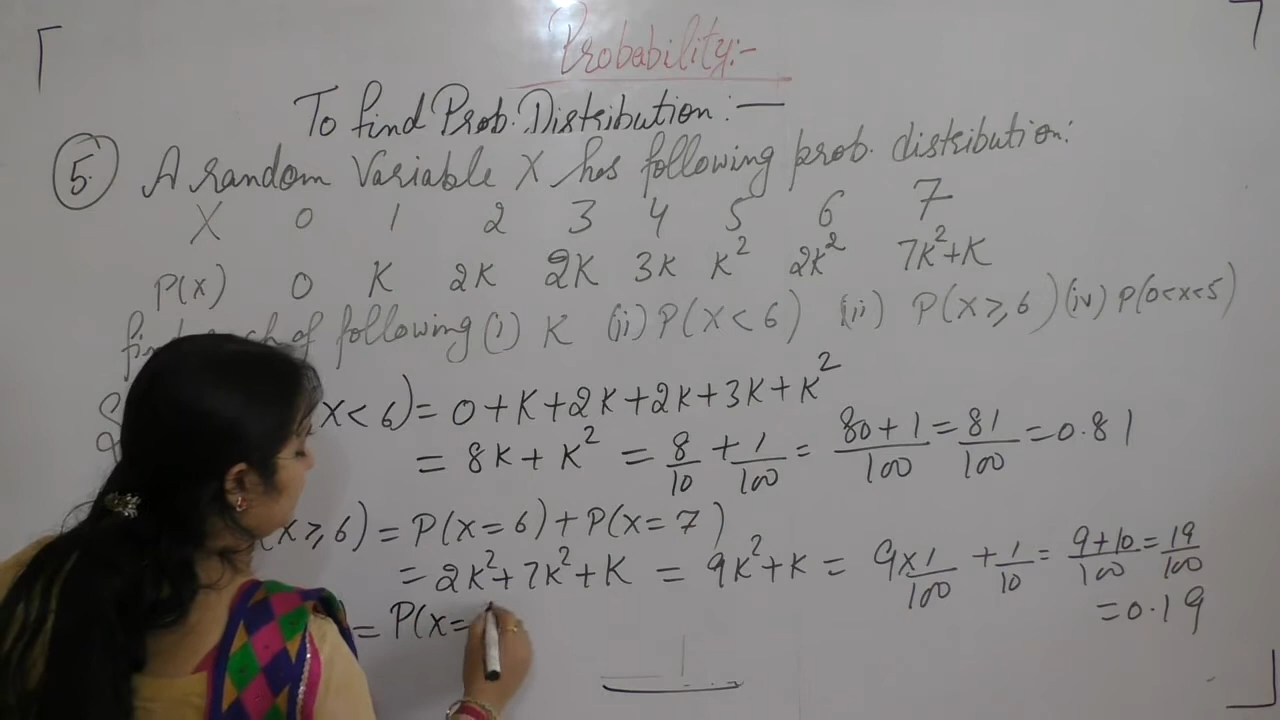 Probability:-
To find Prob. Distribution:—
5. A random Variable X has following prob. distribution:
X 0 1 2 3 4 5 6 7
P(x) 0 K 2K 2K 3K K² 2K² 7K²+K
of following (i) K (ii) P(X<6) (ii) P(X≥6) (iv) P(0<x<5)
x<6) = 0+K+2K+2K+3K+K²
= 8K+K² = 8/10 + 1/100 = 80+1/100 = 81/100 = 0.81
(x≥6) = P(x=6)+P(x=7)
= 2K²+7K²+K = 9K²+K = 9x1/100 + 1/10 = 9+10/100 = 19/100
= 0.19
= P(x=